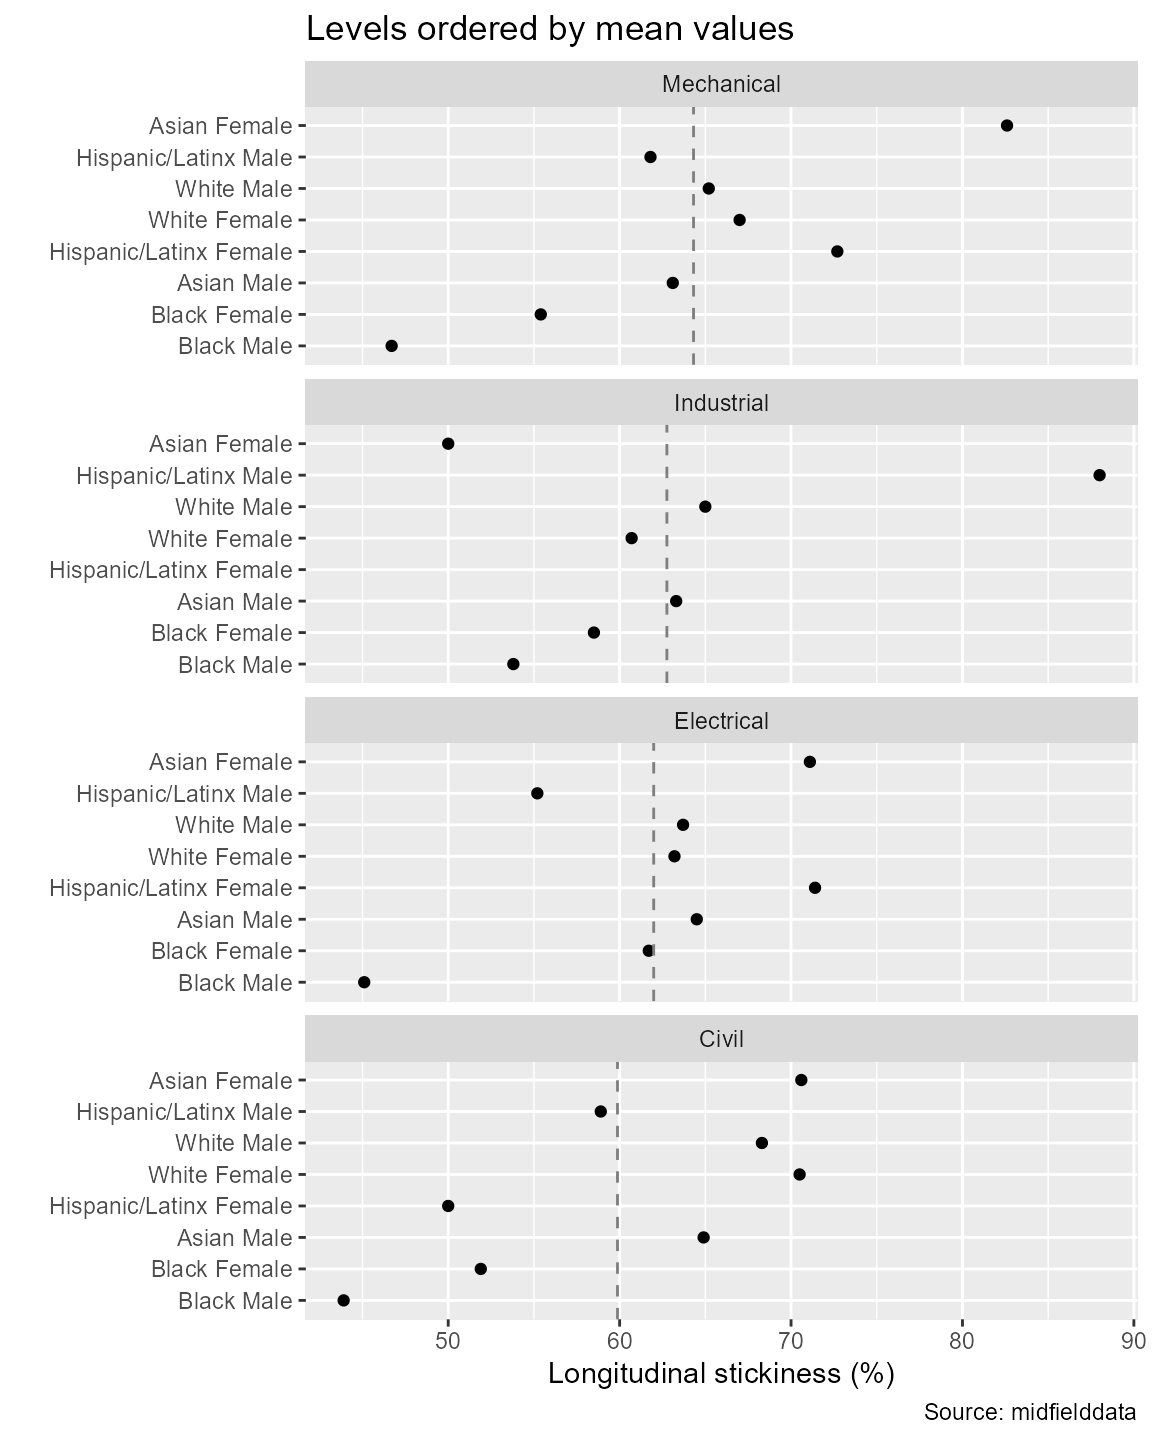 Levels ordered by mean values
Mechanical
Asian Female
Hispanic/Latinx Male
White Male
White Female
Hispanic/Latinx Female
Asian Male
Black Female
Black Male
Industrial
Asian Female
Hispanic/Latinx Male
White Male
White Female
Hispanic/Latinx Female
Asian Male
Black Female
Black Male
Electrical
Asian Female
Hispanic/Latinx Male
White Male
White Female
Hispanic/Latinx Female
Asian Male
Black Female
Black Male
Civil
Asian Female
Hispanic/Latinx Male
White Male
White Female
Hispanic/Latinx Female
Asian Male
Black Female
Black Male
50 60 70 80 90
Longitudinal stickiness (%)
Source: midfielddata